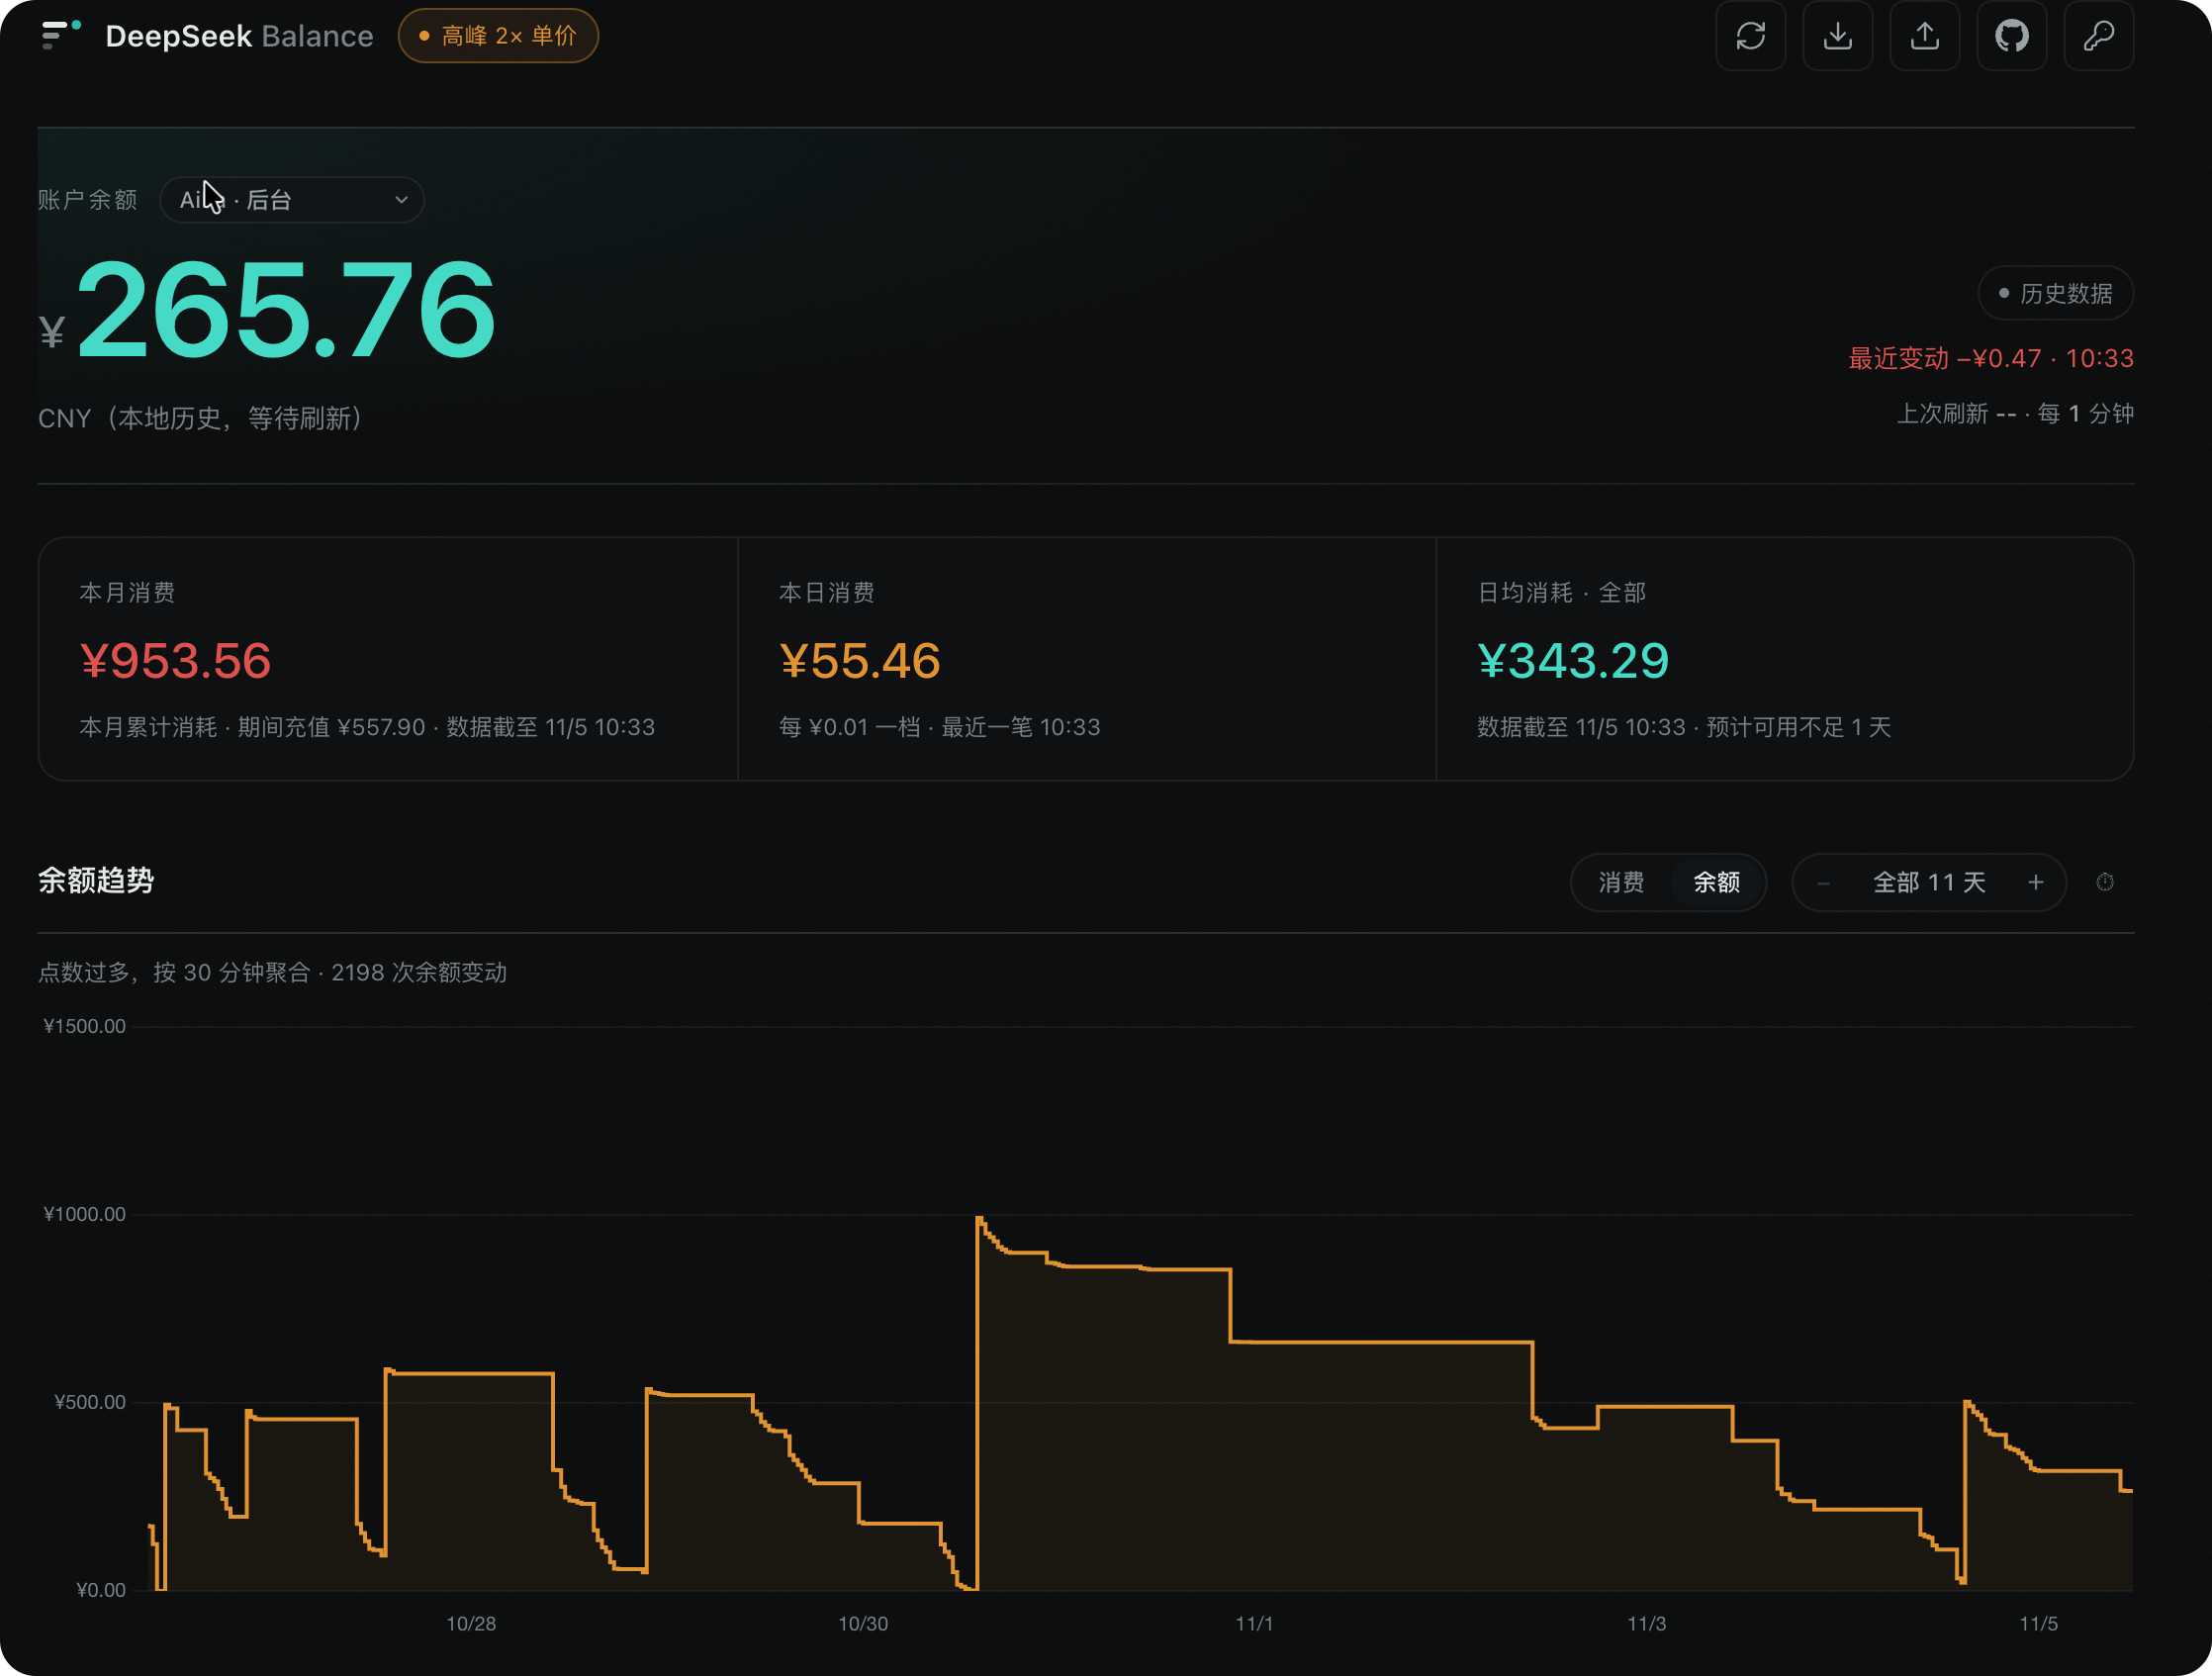 DeepSeek Balance
高峰 2× 单价
账户余额
· 后台
¥265.76
历史数据
最近变动 −¥0.47 · 10:33
CNY（本地历史，等待刷新）
上次刷新 -- · 每 1 分钟
本月消费
¥953.56
本月累计消耗 · 期间充值 ¥557.90 · 数据截至 11/5 10:33
本日消费
¥55.46
每 ¥0.01 一档 · 最近一笔 10:33
日均消耗 · 全部
¥343.29
数据截至 11/5 10:33 · 预计可用不足 1 天
余额趋势
消费 余额
− 全部 11 天 +
点数过多，按 30 分钟聚合 · 2198 次余额变动
¥1500.00
¥1000.00
¥500.00
¥0.00
10/28 10/30 11/1 11/3 11/5